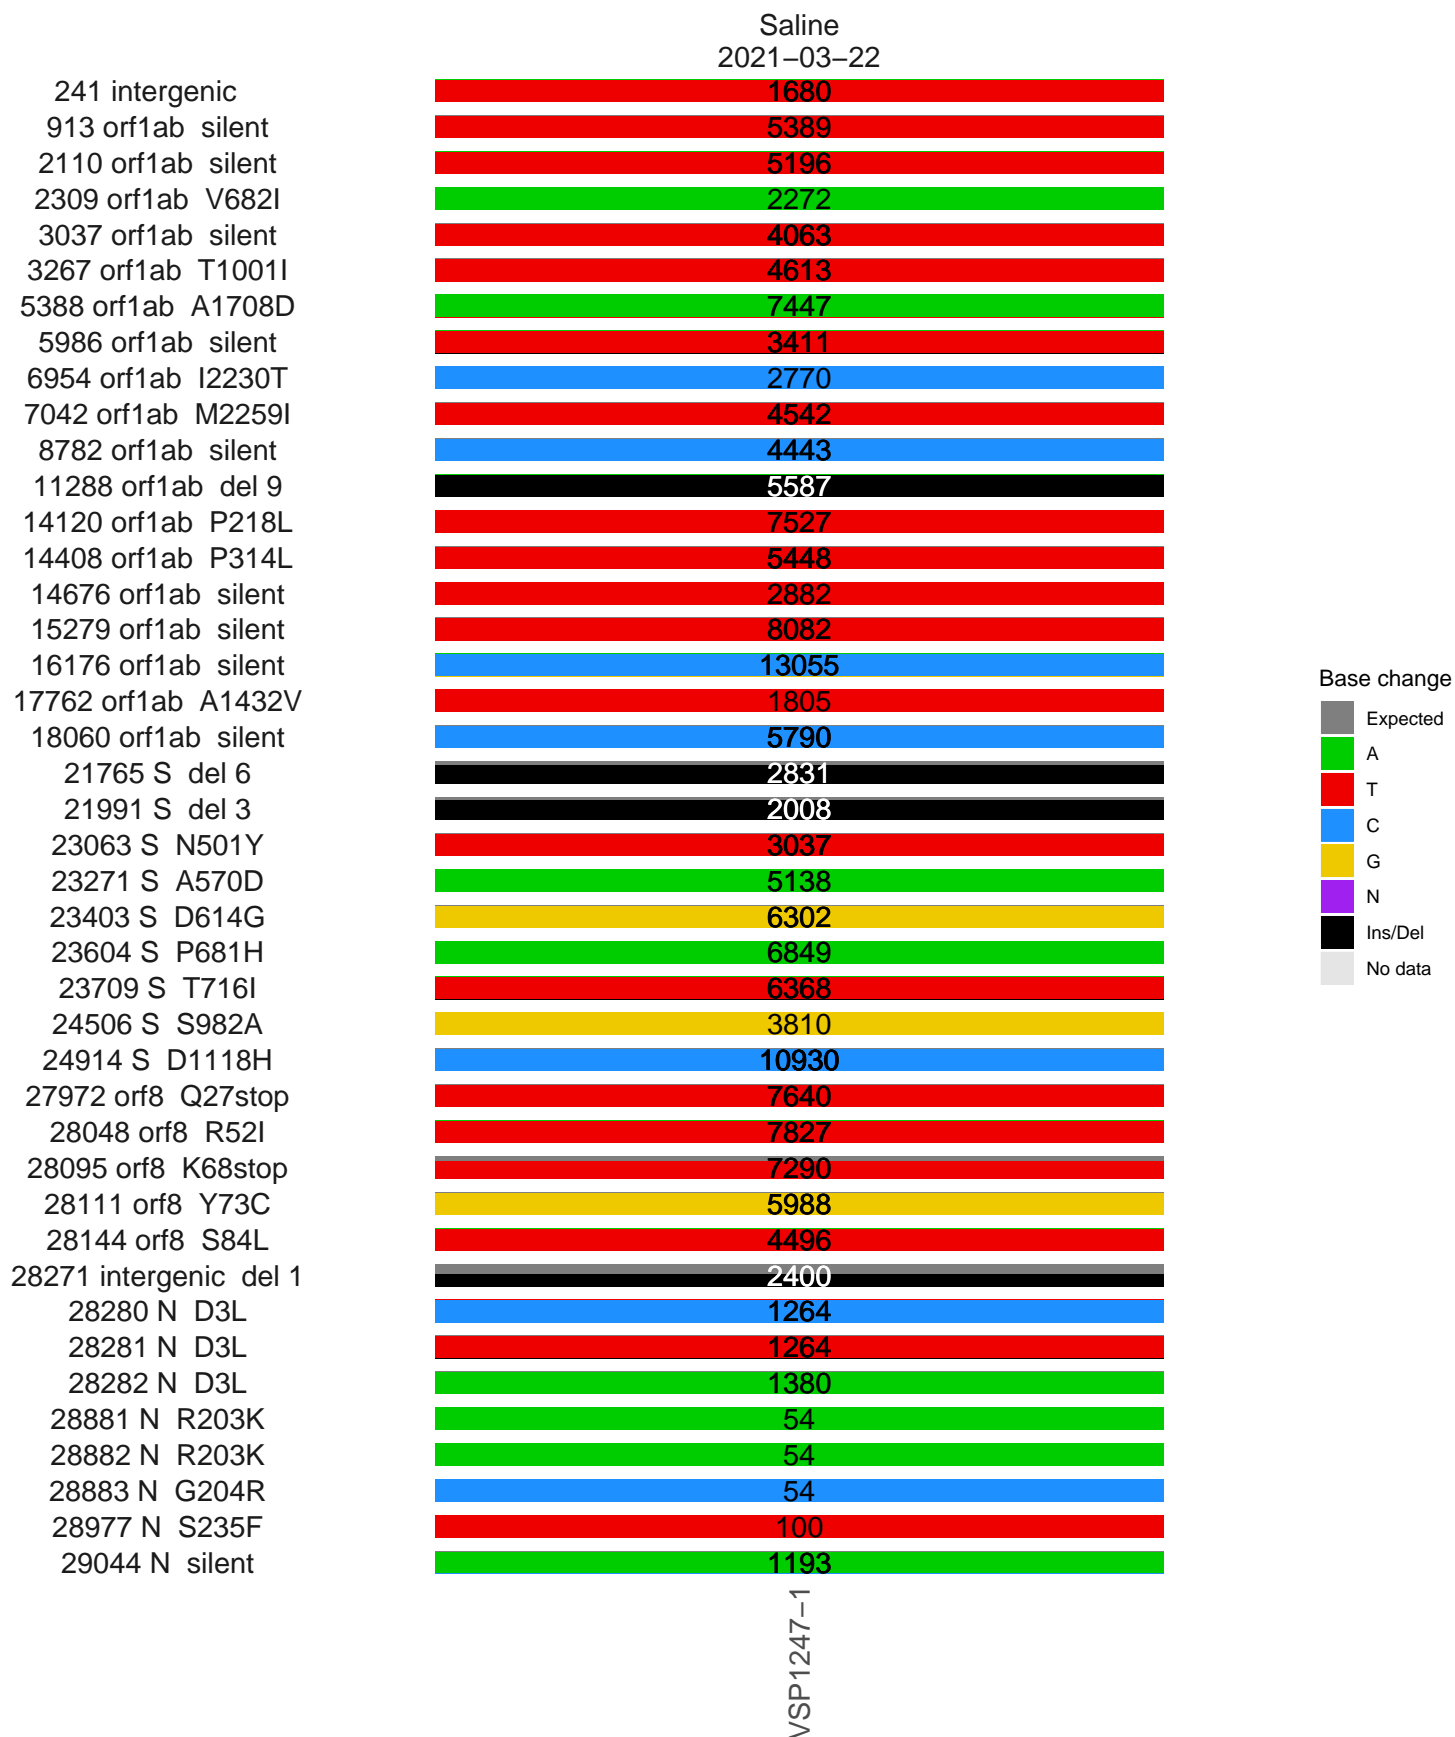 Saline
2021−03−22
241 intergenic 1680
913 orf1ab silent 5389
2110 orf1ab silent 5196
2309 orf1ab V682I 2272
3037 orf1ab silent 4063
3267 orf1ab T1001I 4613
5388 orf1ab A1708D 7447
5986 orf1ab silent 3411
6954 orf1ab I2230T 2770
7042 orf1ab M2259I 4542
8782 orf1ab silent 4443
11288 orf1ab del 9 5587
14120 orf1ab P218L 7527
14408 orf1ab P314L 5448
14676 orf1ab silent 2882
15279 orf1ab silent 8082
16176 orf1ab silent 13055
17762 orf1ab A1432V 1805
18060 orf1ab silent 5790
21765 S del 6 2831
21991 S del 3 2008
23063 S N501Y 3037
23271 S A570D 5138
23403 S D614G 6302
23604 S P681H 6849
23709 S T716I 6368
24506 S S982A 3810
24914 S D1118H 10930
27972 orf8 Q27stop 7640
28048 orf8 R52I 7827
28095 orf8 K68stop 7290
28111 orf8 Y73C 5988
28144 orf8 S84L 4496
28271 intergenic del 1 2400
28280 N D3L 1264
28281 N D3L 1264
28282 N D3L 1380
28881 N R203K 54
28882 N R203K 54
28883 N G204R 54
28977 N S235F 100
29044 N silent 1193
VSP1247−1
Base change
Expected
A
T
C
G
N
Ins/Del
No data